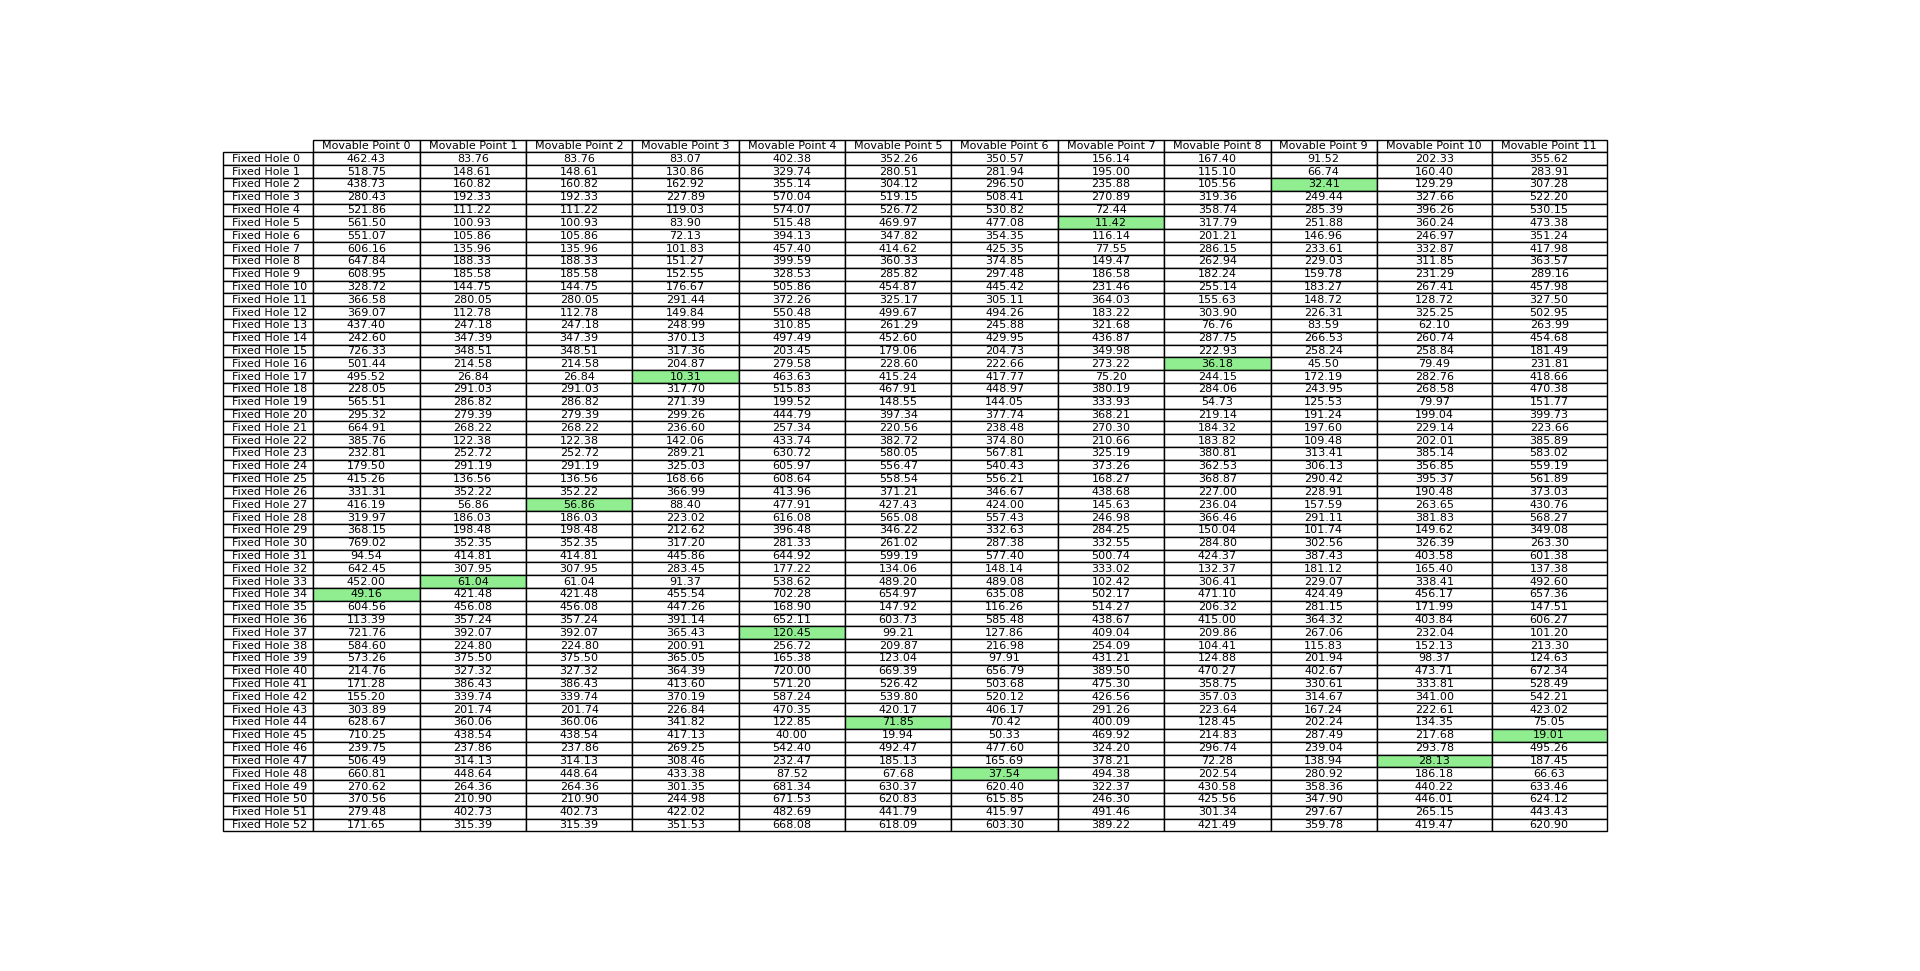 Movable Point 0 Movable Point 1 Movable Point 2 Movable Point 3 Movable Point 4 Movable Point 5 Movable Point 6 Movable Point 7 Movable Point 8 Movable Point 9 Movable Point 10 Movable Point 11
Fixed Hole 0 462.43 83.76 83.76 83.07 402.38 352.26 350.57 156.14 167.40 91.52 202.33 355.62
Fixed Hole 1 518.75 148.61 148.61 130.86 329.74 280.51 281.94 195.00 115.10 66.74 160.40 283.91
Fixed Hole 2 438.73 160.82 160.82 162.92 355.14 304.12 296.50 235.88 105.56 32.41 129.29 307.28
Fixed Hole 3 280.43 192.33 192.33 227.89 570.04 519.15 508.41 270.89 319.36 249.44 327.66 522.20
Fixed Hole 4 521.86 111.22 111.22 119.03 574.07 526.72 530.82 72.44 358.74 285.39 396.26 530.15
Fixed Hole 5 561.50 100.93 100.93 83.90 515.48 469.97 477.08 11.42 317.79 251.88 360.24 473.38
Fixed Hole 6 551.07 105.86 105.86 72.13 394.13 347.82 354.35 116.14 201.21 146.96 246.97 351.24
Fixed Hole 7 606.16 135.96 135.96 101.83 457.40 414.62 425.35 77.55 286.15 233.61 332.87 417.98
Fixed Hole 8 647.84 188.33 188.33 151.27 399.59 360.33 374.85 149.47 262.94 229.03 311.85 363.57
Fixed Hole 9 608.95 185.58 185.58 152.55 328.53 285.82 297.48 186.58 182.24 159.78 231.29 289.16
Fixed Hole 10 328.72 144.75 144.75 176.67 505.86 454.87 445.42 231.46 255.14 183.27 267.41 457.98
Fixed Hole 11 366.58 280.05 280.05 291.44 372.26 325.17 305.11 364.03 155.63 148.72 128.72 327.50
Fixed Hole 12 369.07 112.78 112.78 149.84 550.48 499.67 494.26 183.22 303.90 226.31 325.25 502.95
Fixed Hole 13 437.40 247.18 247.18 248.99 310.85 261.29 245.88 321.68 76.76 83.59 62.10 263.99
Fixed Hole 14 242.60 347.39 347.39 370.13 497.49 452.60 429.95 436.87 287.75 266.53 260.74 454.68
Fixed Hole 15 726.33 348.51 348.51 317.36 203.45 179.06 204.73 349.98 222.93 258.24 258.84 181.49
Fixed Hole 16 501.44 214.58 214.58 204.87 279.58 228.60 222.66 273.22 36.18 45.50 79.49 231.81
Fixed Hole 17 495.52 26.84 26.84 10.31 463.63 415.24 417.77 75.20 244.15 172.19 282.76 418.66
Fixed Hole 18 228.05 291.03 291.03 317.70 515.83 467.91 448.97 380.19 284.06 243.95 268.58 470.38
Fixed Hole 19 565.51 286.82 286.82 271.39 199.52 148.55 144.05 333.93 54.73 125.53 79.97 151.77
Fixed Hole 20 295.32 279.39 279.39 299.26 444.79 397.34 377.74 368.21 219.14 191.24 199.04 399.73
Fixed Hole 21 664.91 268.22 268.22 236.60 257.34 220.56 238.48 270.30 184.32 197.60 229.14 223.66
Fixed Hole 22 385.76 122.38 122.38 142.06 433.74 382.72 374.80 210.66 183.82 109.48 202.01 385.89
Fixed Hole 23 232.81 252.72 252.72 289.21 630.72 580.05 567.81 325.19 380.81 313.41 385.14 583.02
Fixed Hole 24 179.50 291.19 291.19 325.03 605.97 556.47 540.43 373.26 362.53 306.13 356.85 559.19
Fixed Hole 25 415.26 136.56 136.56 168.66 608.64 558.54 556.21 168.27 368.87 290.42 395.37 561.89
Fixed Hole 26 331.31 352.22 352.22 366.99 413.96 371.21 346.67 438.68 227.00 228.91 190.48 373.03
Fixed Hole 27 416.19 56.86 56.86 88.40 477.91 427.43 424.00 145.63 236.04 157.59 263.65 430.76
Fixed Hole 28 319.97 186.03 186.03 223.02 616.08 565.08 557.43 246.98 366.46 291.11 381.83 568.27
Fixed Hole 29 368.15 198.48 198.48 212.62 396.48 346.22 332.63 284.25 150.04 101.74 149.62 349.08
Fixed Hole 30 769.02 352.35 352.35 317.20 281.33 261.02 287.38 332.55 284.80 302.56 326.39 263.30
Fixed Hole 31 94.54 414.81 414.81 445.86 644.92 599.19 577.40 500.74 424.37 387.43 403.58 601.38
Fixed Hole 32 642.45 307.95 307.95 283.45 177.22 134.06 148.14 333.02 132.37 181.12 165.40 137.38
Fixed Hole 33 452.00 61.04 61.04 91.37 538.62 489.20 489.08 102.42 306.41 229.07 338.41 492.60
Fixed Hole 34 49.16 421.48 421.48 455.54 702.28 654.97 635.08 502.17 471.10 424.49 456.17 657.36
Fixed Hole 35 604.56 456.08 456.08 447.26 168.90 147.92 116.26 514.27 206.32 281.15 171.99 147.51
Fixed Hole 36 113.39 357.24 357.24 391.14 652.11 603.73 585.48 438.67 415.00 364.32 403.84 606.27
Fixed Hole 37 721.76 392.07 392.07 365.43 120.45 99.21 127.86 409.04 209.86 267.06 232.04 101.20
Fixed Hole 38 584.60 224.80 224.80 200.91 256.72 209.87 216.98 254.09 104.41 115.83 152.13 213.30
Fixed Hole 39 573.26 375.50 375.50 365.05 165.38 123.04 97.91 431.21 124.88 201.94 98.37 124.63
Fixed Hole 40 214.76 327.32 327.32 364.39 720.00 669.39 656.79 389.50 470.27 402.67 473.71 672.34
Fixed Hole 41 171.28 386.43 386.43 413.60 571.20 526.42 503.68 475.30 358.75 330.61 333.81 528.49
Fixed Hole 42 155.20 339.74 339.74 370.19 587.24 539.80 520.12 426.56 357.03 314.67 341.00 542.21
Fixed Hole 43 303.89 201.74 201.74 226.84 470.35 420.17 406.17 291.26 223.64 167.24 222.61 423.02
Fixed Hole 44 628.67 360.06 360.06 341.82 122.85 71.85 70.42 400.09 128.45 202.24 134.35 75.05
Fixed Hole 45 710.25 438.54 438.54 417.13 40.00 19.94 50.33 469.92 214.83 287.49 217.68 19.01
Fixed Hole 46 239.75 237.86 237.86 269.25 542.40 492.47 477.60 324.20 296.74 239.04 293.78 495.26
Fixed Hole 47 506.49 314.13 314.13 308.46 232.47 185.13 165.69 378.21 72.28 138.94 28.13 187.45
Fixed Hole 48 660.81 448.64 448.64 433.38 87.52 67.68 37.54 494.38 202.54 280.92 186.18 66.63
Fixed Hole 49 270.62 264.36 264.36 301.35 681.34 630.37 620.40 322.37 430.58 358.36 440.22 633.46
Fixed Hole 50 370.56 210.90 210.90 244.98 671.53 620.83 615.85 246.30 425.56 347.90 446.01 624.12
Fixed Hole 51 279.48 402.73 402.73 422.02 482.69 441.79 415.97 491.46 301.34 297.67 265.15 443.43
Fixed Hole 52 171.65 315.39 315.39 351.53 668.08 618.09 603.30 389.22 421.49 359.78 419.47 620.90